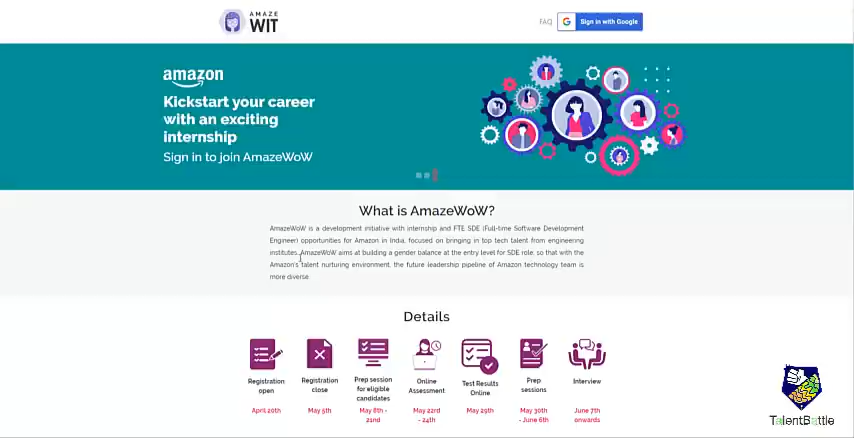 AMAZE
WIT
FAQ
G Sign in with Google
amazon
Kickstart your career
with an exciting
internship
Sign in to join AmazeWoW
What is AmazeWoW?
AmazeWoW is a development initiative with internship and FTE SDE (Full-time Software Development
Engineer) opportunities for Amazon in India, focused on bringing in top tech talent from engineering
institutes. AmazeWoW aims at building a gender balance at the entry level for SDE role, so that with the
Amazon's talent nurturing environment, the future leadership pipeline of Amazon technology team is
more diverse.
Details
Registration
open
April 20th
Registration
close
May 5th
Prep session
for eligible
candidates
May 8th -
22nd
Online
Assessment
May 22rd
- 24th
Test Results
Online
May 29th
Prep
sessions
May 30th
- June 6th
Interview
June 7th
onwards
TalentBattle